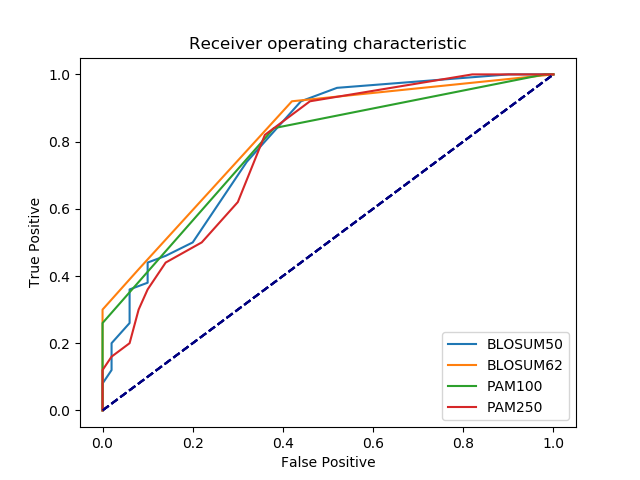 Receiver operating characteristic
1.0
0.8
0.6
0.4
0.2
0.0
True Positive
0.0 0.2 0.4 0.6 0.8 1.0
False Positive
BLOSUM50
BLOSUM62
PAM100
PAM250